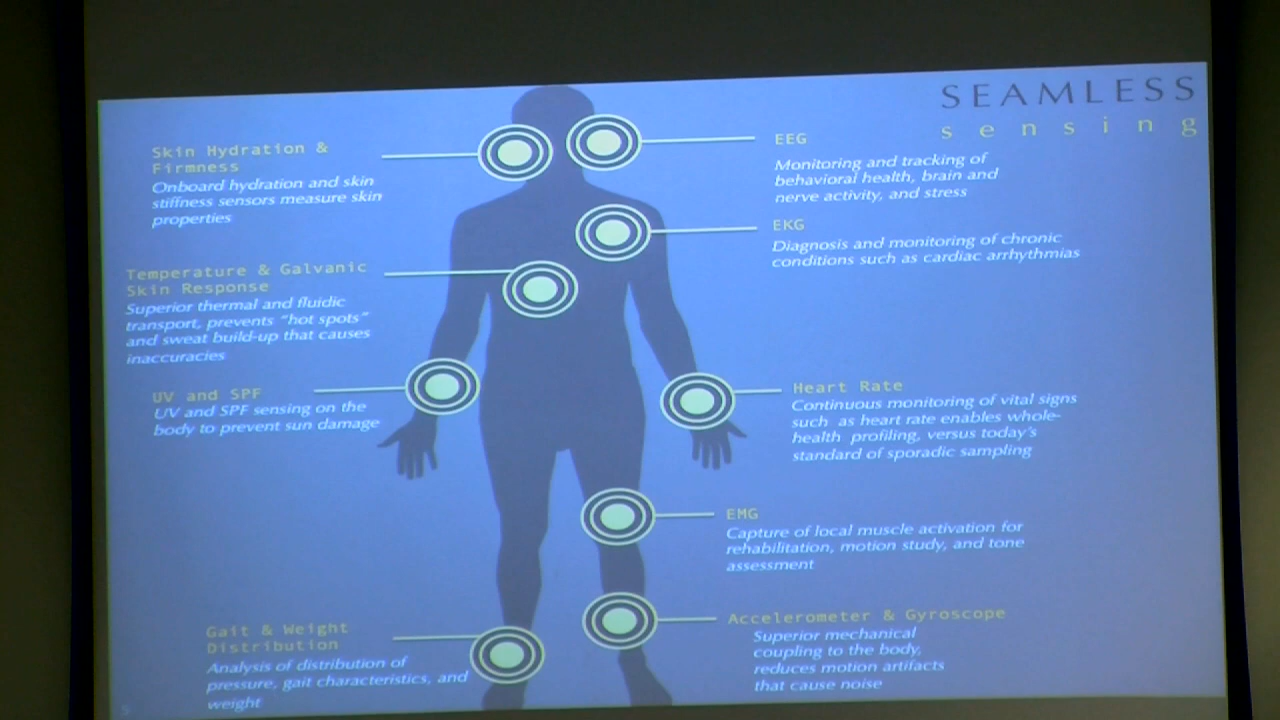 SEAMLESS
sensing
Skin Hydration &
Firmness
Onboard hydration and skin
stiffness sensors measure skin
properties
Temperature & Galvanic
Skin Response
Superior thermal and fluidic
transport, prevents "hot spots"
and sweat build-up that causes
inaccuracies
UV and SPF
UV and SPF sensing on the
body to prevent sun damage
Gait & Weight
Distribution
Analysis of distribution of
pressure, gait characteristics, and
weight
EEG
Monitoring and tracking of
behavioral health, brain and
nerve activity, and stress
EKG
Diagnosis and monitoring of chronic
conditions such as cardiac arrhythmias
Heart Rate
Continuous monitoring of vital signs
such as heart rate enables whole-
health profiling, versus today's
standard of sporadic sampling
EMG
Capture of local muscle activation for
rehabilitation, motion study, and tone
assessment
Accelerometer & Gyroscope
Superior mechanical
coupling to the body,
reduces motion artifacts
that cause noise